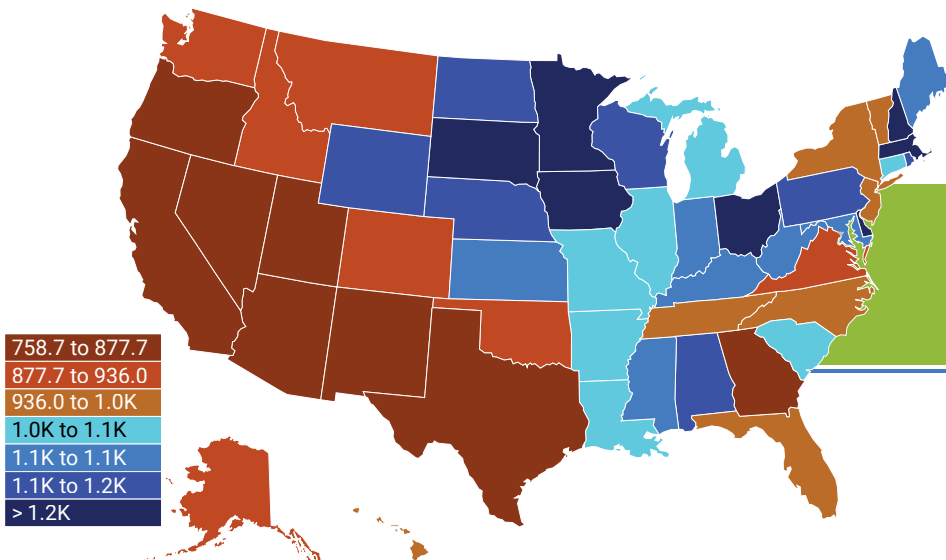 758.7 to 877.7
877.7 to 936.0
936.0 to 1.0K
1.0K to 1.1K
1.1K to 1.1K
1.1K to 1.2K
> 1.2K